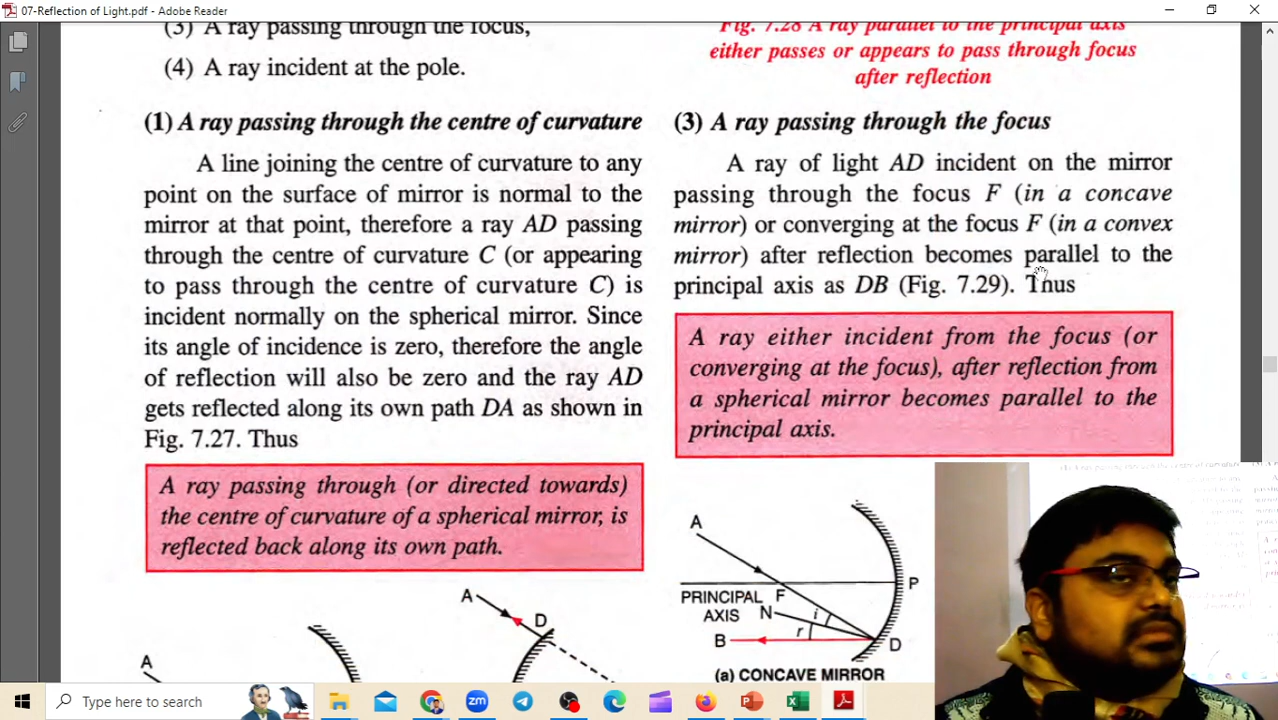 07-Reflection of Light.pdf - Adobe Reader
(3) A ray passing through the focus,
(4) A ray incident at the pole.
(1) A ray passing through the centre of curvature
A line joining the centre of curvature to any
point on the surface of mirror is normal to the
mirror at that point, therefore a ray AD passing
through the centre of curvature C (or appearing
to pass through the centre of curvature C) is
incident normally on the spherical mirror. Since
its angle of incidence is zero, therefore the angle
of reflection will also be zero and the ray AD
gets reflected along its own path DA as shown in
Fig. 7.27. Thus
A ray passing through (or directed towards)
the centre of curvature of a spherical mirror, is
reflected back along its own path.
A
D
A
Fig. 7.28 A ray parallel to the principal axis
either passes or appears to pass through focus
after reflection
(3) A ray passing through the focus
A ray of light AD incident on the mirror
passing through the focus F (in a concave
mirror) or converging at the focus F (in a convex
mirror) after reflection becomes parallel to the
principal axis as DB (Fig. 7.29). Thus
A ray either incident from the focus (or
converging at the focus), after reflection from
a spherical mirror becomes parallel to the
principal axis.
A
P
PRINCIPAL F
AXIS N
i
r
B
D
(a) CONCAVE MIRROR
Type here to search